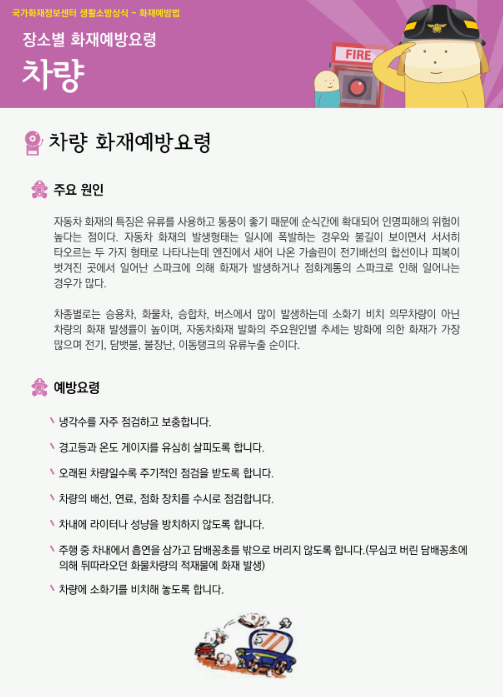 국가화재정보센터 생활소방상식 - 화재예방법
장소별 화재예방요령
차량
FIRE
차량 화재예방요령
주요 원인
자동차 화재의 특징은 유류를 사용하고 통풍이 좋기 때문에 순식간에 확대되어 인명피해의 위험이
높다는 점이다. 자동차 화재의 발생형태는 일시에 폭발하는 경우와 불길이 보이면서 서서히
타오르는 두 가지 형태로 나타나는데 엔진에서 새어 나온 가솔린이 전기배선의 합선이나 피복이
벗겨진 곳에서 일어난 스파크에 의해 화재가 발생하거나 점화계통의 스파크로 인해 일어나는
경우가 많다.
차종별로는 승용차, 화물차, 승합차, 버스에서 많이 발생하는데 소화기 비치 의무차량이 아닌
차량의 화재 발생률이 높이며, 자동차화재 발화의 주요원인별 추세는 방화에 의한 화재가 가장
많으며 전기, 담뱃불, 불장난, 이동탱크의 유류누출 순이다.
예방요령
냉각수를 자주 점검하고 보충합니다.
경고등과 온도 게이지를 유심히 살피도록 합니다.
오래된 차량일수록 주기적인 점검을 받도록 합니다.
차량의 배선, 연료, 점화 장치를 수시로 점검합니다.
차내에 라이터나 성냥을 방치하지 않도록 합니다.
주행 중 차내에서 흡연을 삼가고 담배꽁초를 밖으로 버리지 않도록 합니다.(무심코 버린 담배꽁초에
의해 뒤따라오던 화물차량의 적재물에 화재 발생)
차량에 소화기를 비치해 놓도록 합니다.